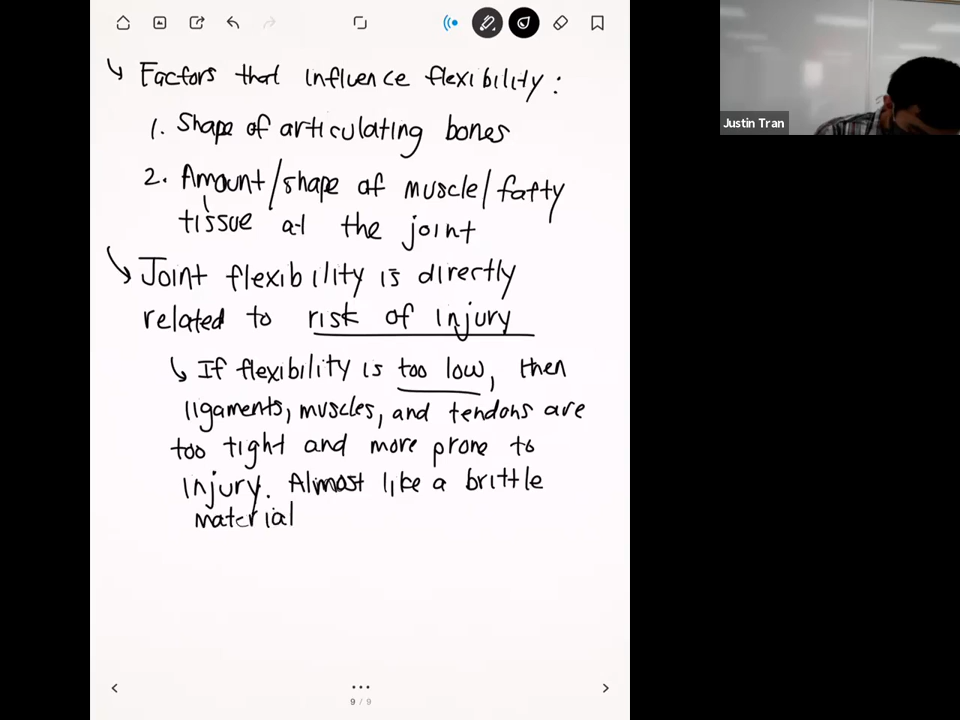 ↳ Factors that influence flexibility:
1. Shape of articulating bones
2. Amount/shape of muscle/fatty
tissue at the joint
↳ Joint flexibility is directly
related to risk of injury
↳ If flexibility is too low, then
ligaments, muscles, and tendons are
too tight and more prone to
injury. Almost like a brittle
material
9 / 9
Justin Tran